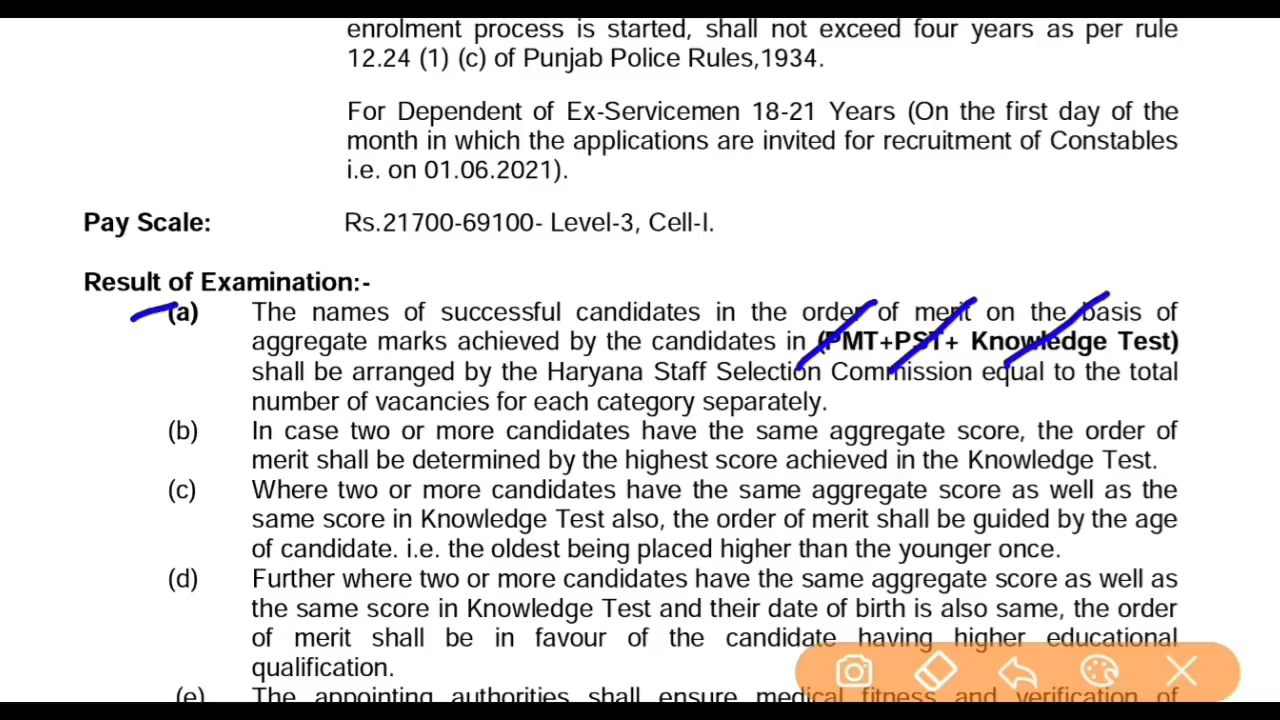 enrolment process is started, shall not exceed four years as per rule
12.24 (1) (c) of Punjab Police Rules,1934.
For Dependent of Ex-Servicemen 18-21 Years (On the first day of the
month in which the applications are invited for recruitment of Constables
i.e. on 01.06.2021).
Pay Scale: Rs.21700-69100- Level-3, Cell-I.
Result of Examination:-
(a) The names of successful candidates in the order of merit on the basis of
aggregate marks achieved by the candidates in (PMT+PST+ Knowledge Test)
shall be arranged by the Haryana Staff Selection Commission equal to the total
number of vacancies for each category separately.
(b) In case two or more candidates have the same aggregate score, the order of
merit shall be determined by the highest score achieved in the Knowledge Test.
(c) Where two or more candidates have the same aggregate score as well as the
same score in Knowledge Test also, the order of merit shall be guided by the age
of candidate. i.e. the oldest being placed higher than the younger once.
(d) Further where two or more candidates have the same aggregate score as well as
the same score in Knowledge Test and their date of birth is also same, the order
of merit shall be in favour of the candidate having higher educational
qualification.
(e) The appointing authorities shall ensure medical fitness and verification of